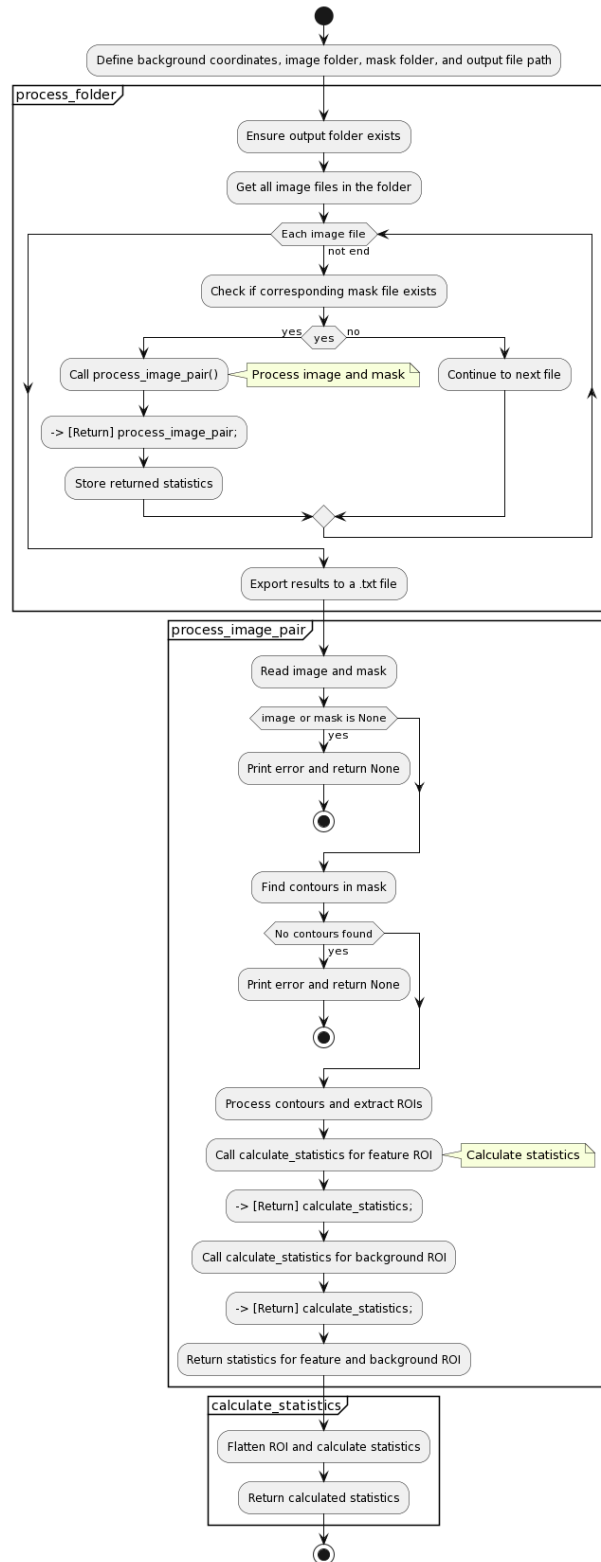 Define background coordinates, image folder, mask folder, and output file path
process_folder
Ensure output folder exists
Get all image files in the folder
Each image file
not end
Check if corresponding mask file exists
yes
yes
no
Call process_image_pair()
Process image and mask
Continue to next file
-> [Return] process_image_pair;
Store returned statistics
Export results to a .txt file
process_image_pair
Read image and mask
image or mask is None
yes
Print error and return None
Find contours in mask
No contours found
yes
Print error and return None
Process contours and extract ROIs
Call calculate_statistics for feature ROI
Calculate statistics
-> [Return] calculate_statistics;
Call calculate_statistics for background ROI
-> [Return] calculate_statistics;
Return statistics for feature and background ROI
calculate_statistics
Flatten ROI and calculate statistics
Return calculated statistics